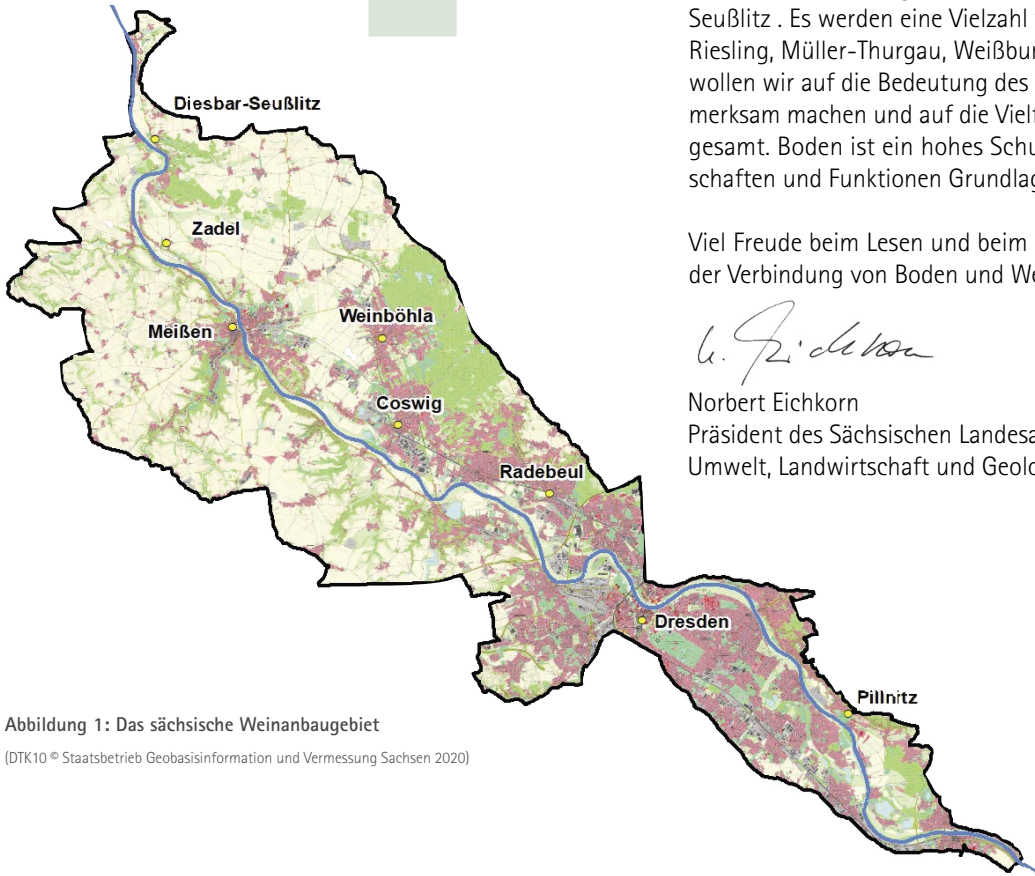 Seußlitz . Es werden eine Vielzahl
Riesling, Müller-Thurgau, Weißbur
wollen wir auf die Bedeutung des
merksam machen und auf die Vielf
gesamt. Boden ist ein hohes Schu
schaften und Funktionen Grundlag
Viel Freude beim Lesen und beim
der Verbindung von Boden und We
Norbert Eichkorn
Präsident des Sächsischen Landesa
Umwelt, Landwirtschaft und Geolo
Diesbar-Seußlitz
Zadel
Meißen
Weinböhla
Coswig
Radebeul
Dresden
Pillnitz
Abbildung 1: Das sächsische Weinanbaugebiet
(DTK10 © Staatsbetrieb Geobasisinformation und Vermessung Sachsen 2020)